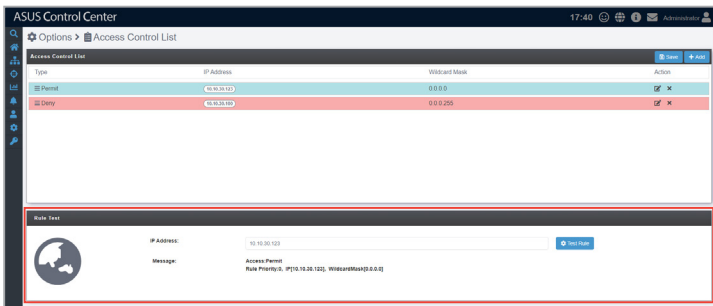 ASUS Control Center
17:40
Administrator
Options > Access Control List
Access Control List
Save
+ Add
Type IP Address Wildcard Mask Action
Permit 10.10.30.123 0.0.0.0
Deny 10.10.30.100 0.0.0.255
Rule Test
IP Address: 10.10.30.123 Test Rule
Message: Access:Permit
Rule Priority:0, IP[10.10.30.123], WildcardMask[0.0.0.0]